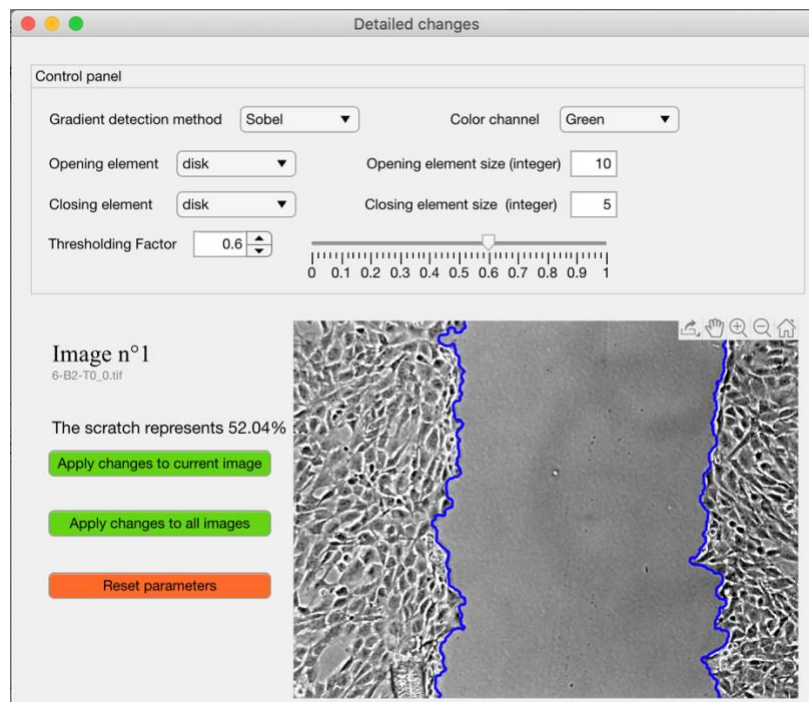 Detailed changes
Control panel
Gradient detection method Sobel Color channel Green
Opening element disk Opening element size (integer) 10
Closing element disk Closing element size (integer) 5
Thresholding Factor 0.6
0 0.1 0.2 0.3 0.4 0.5 0.6 0.7 0.8 0.9 1
Image n°1
6-B2-T0_0.tif
The scratch represents 52.04%
Apply changes to current image
Apply changes to all images
Reset parameters